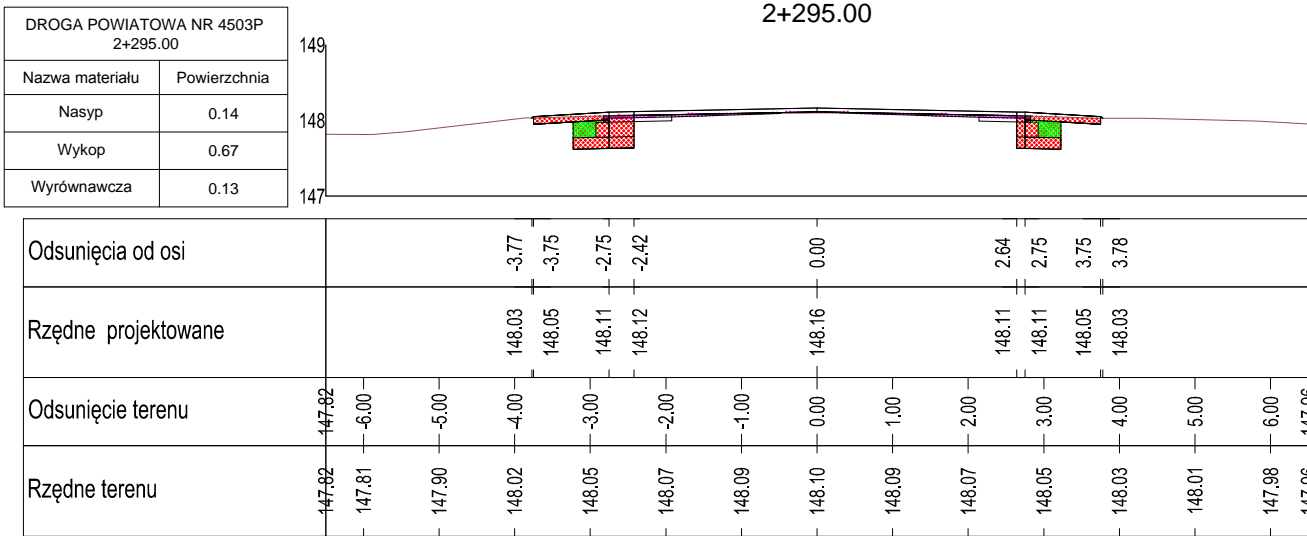 2+295.00
DROGA POWIATOWA NR 4503P
2+295.00
Nazwa materiału Powierzchnia
Nasyp 0.14
Wykop 0.67
Wyrównawcza 0.13
149
148
147
Odsunięcia od osi -3.77 -3.75 -2.75 -2.42 0.00 2.64 2.75 3.75 3.78
Rzędne projektowane 148.03 148.05 148.11 148.12 148.16 148.11 148.11 148.05 148.03
Odsunięcie terenu 147.82 -6.00 -5.00 -4.00 -3.00 -2.00 -1.00 0.00 1.00 2.00 3.00 4.00 5.00 6.00 147.96
Rzędne terenu 147.82 147.81 147.90 148.02 148.05 148.07 148.09 148.10 148.09 148.07 148.05 148.03 148.01 147.98 147.96